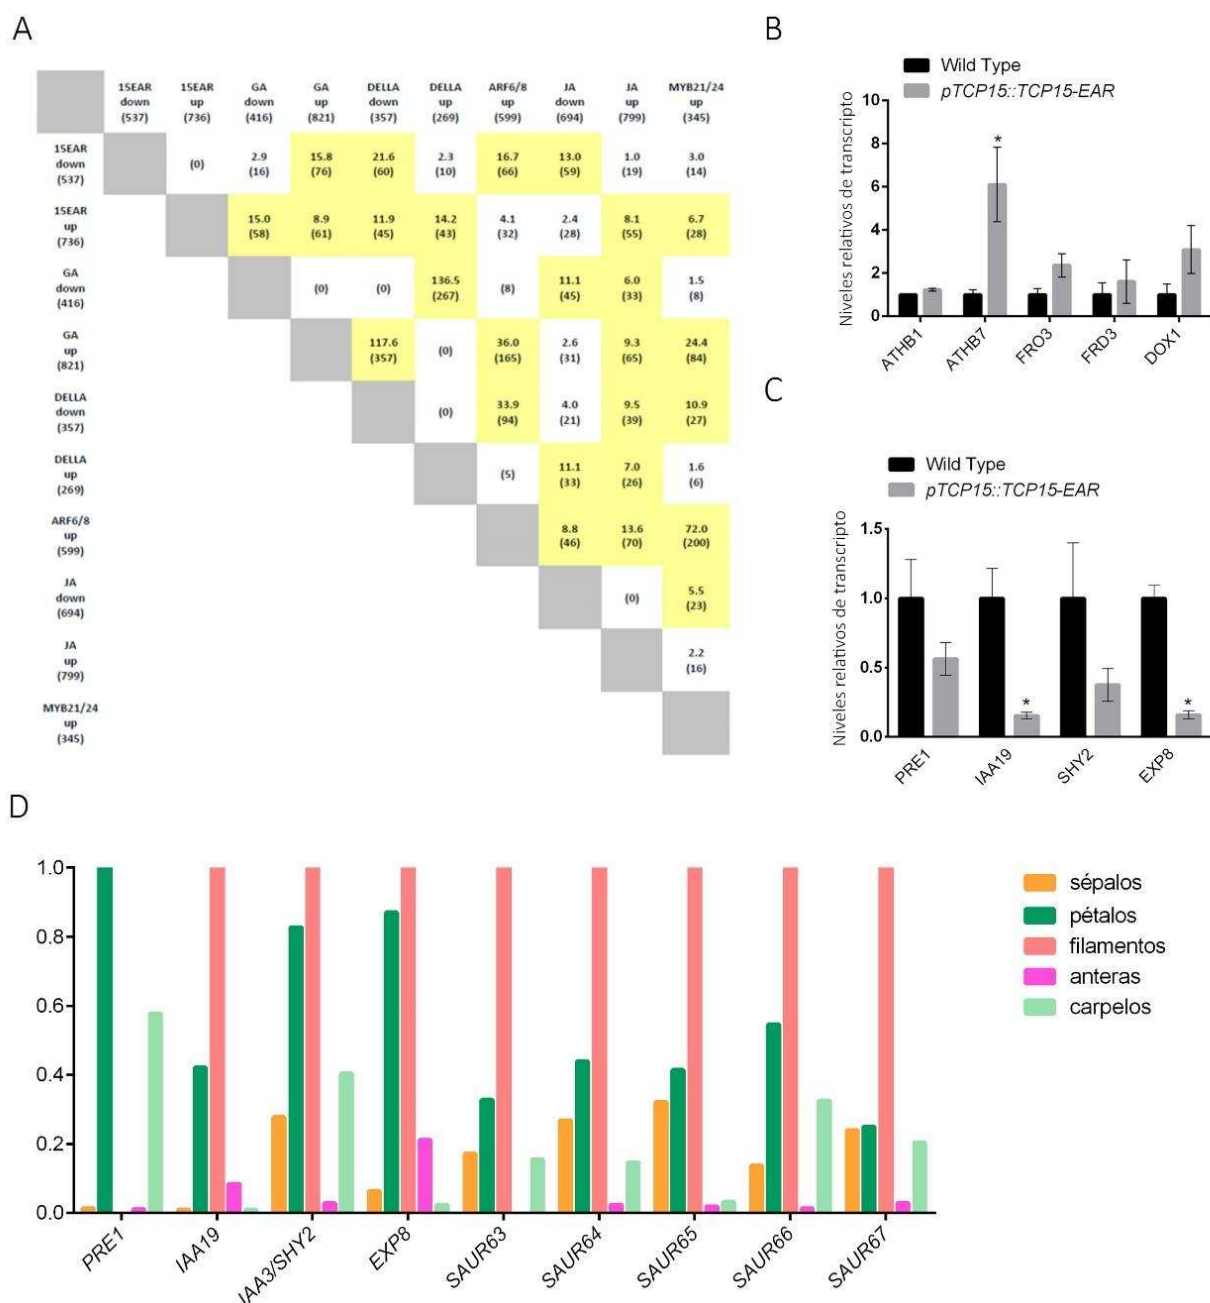 A
15EAR down (537)
15EAR up (736)
GA down (416)
GA up (821)
DELLA down (357)
DELLA up (269)
ARF6/8 up (599)
JA down (694)
JA up (799)
MYB21/24 up (345)
15EAR down (537)
(0)
2.9 (16)
15.8 (76)
21.6 (60)
2.3 (10)
16.7 (66)
13.0 (59)
1.0 (19)
3.0 (14)
15EAR up (736)
15.0 (58)
8.9 (61)
11.9 (45)
14.2 (43)
4.1 (32)
2.4 (28)
8.1 (55)
6.7 (28)
GA down (416)
(0)
(0)
136.5 (267)
(8)
11.1 (45)
6.0 (33)
1.5 (8)
GA up (821)
117.6 (357)
(0)
36.0 (165)
2.6 (31)
9.3 (65)
24.4 (84)
DELLA down (357)
(0)
33.9 (94)
4.0 (21)
9.5 (39)
10.9 (27)
DELLA up (269)
(5)
11.1 (33)
7.0 (26)
1.6 (6)
ARF6/8 up (599)
8.8 (46)
13.6 (70)
72.0 (200)
JA down (694)
(0)
5.5 (23)
JA up (799)
2.2 (16)
MYB21/24 up (345)
B
Wild Type
pTCP15::TCP15-EAR
Niveles relativos de transcripto
10
8
6
4
2
0
*
ATHB1
ATHB7
FRO3
FRD3
DOX1
C
Wild Type
pTCP15::TCP15-EAR
Niveles relativos de transcripto
1.5
1.0
0.5
0.0
*
*
PRE1
IAA19
SHY2
EXP8
D
1.0
0.8
0.6
0.4
0.2
0.0
PRE1
IAA19
IAA3/SHY2
EXP8
SAUR63
SAUR64
SAUR65
SAUR66
SAUR67
sépalos
pétalos
filamentos
anteras
carpelos